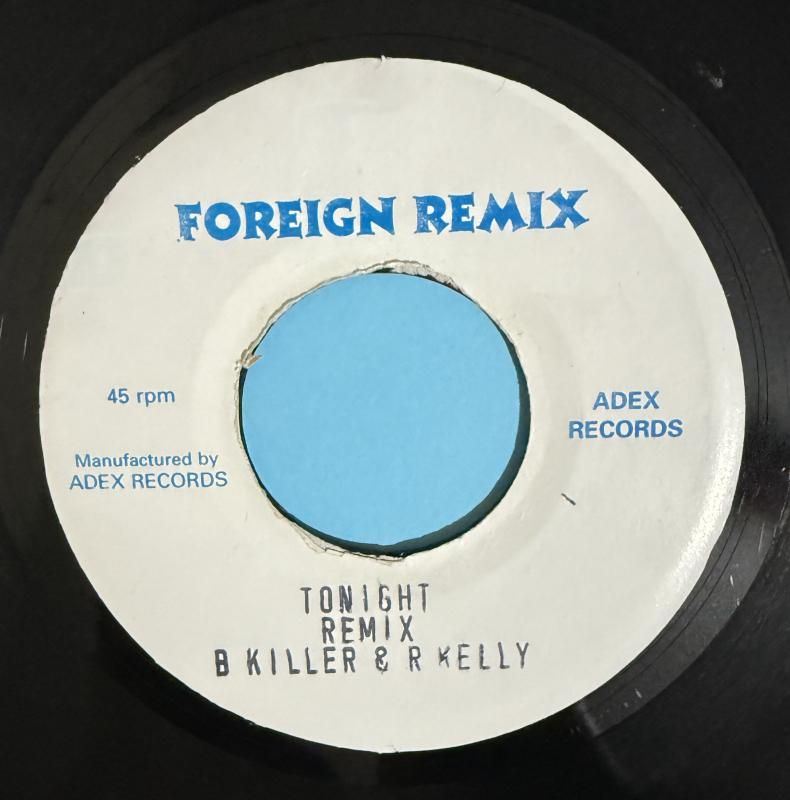 FOREIGN REMIX
45 rpm
Manufactured by
ADEX RECORDS
ADEX
RECORDS
TONIGHT
REMIX
B KILLER & R KELLY